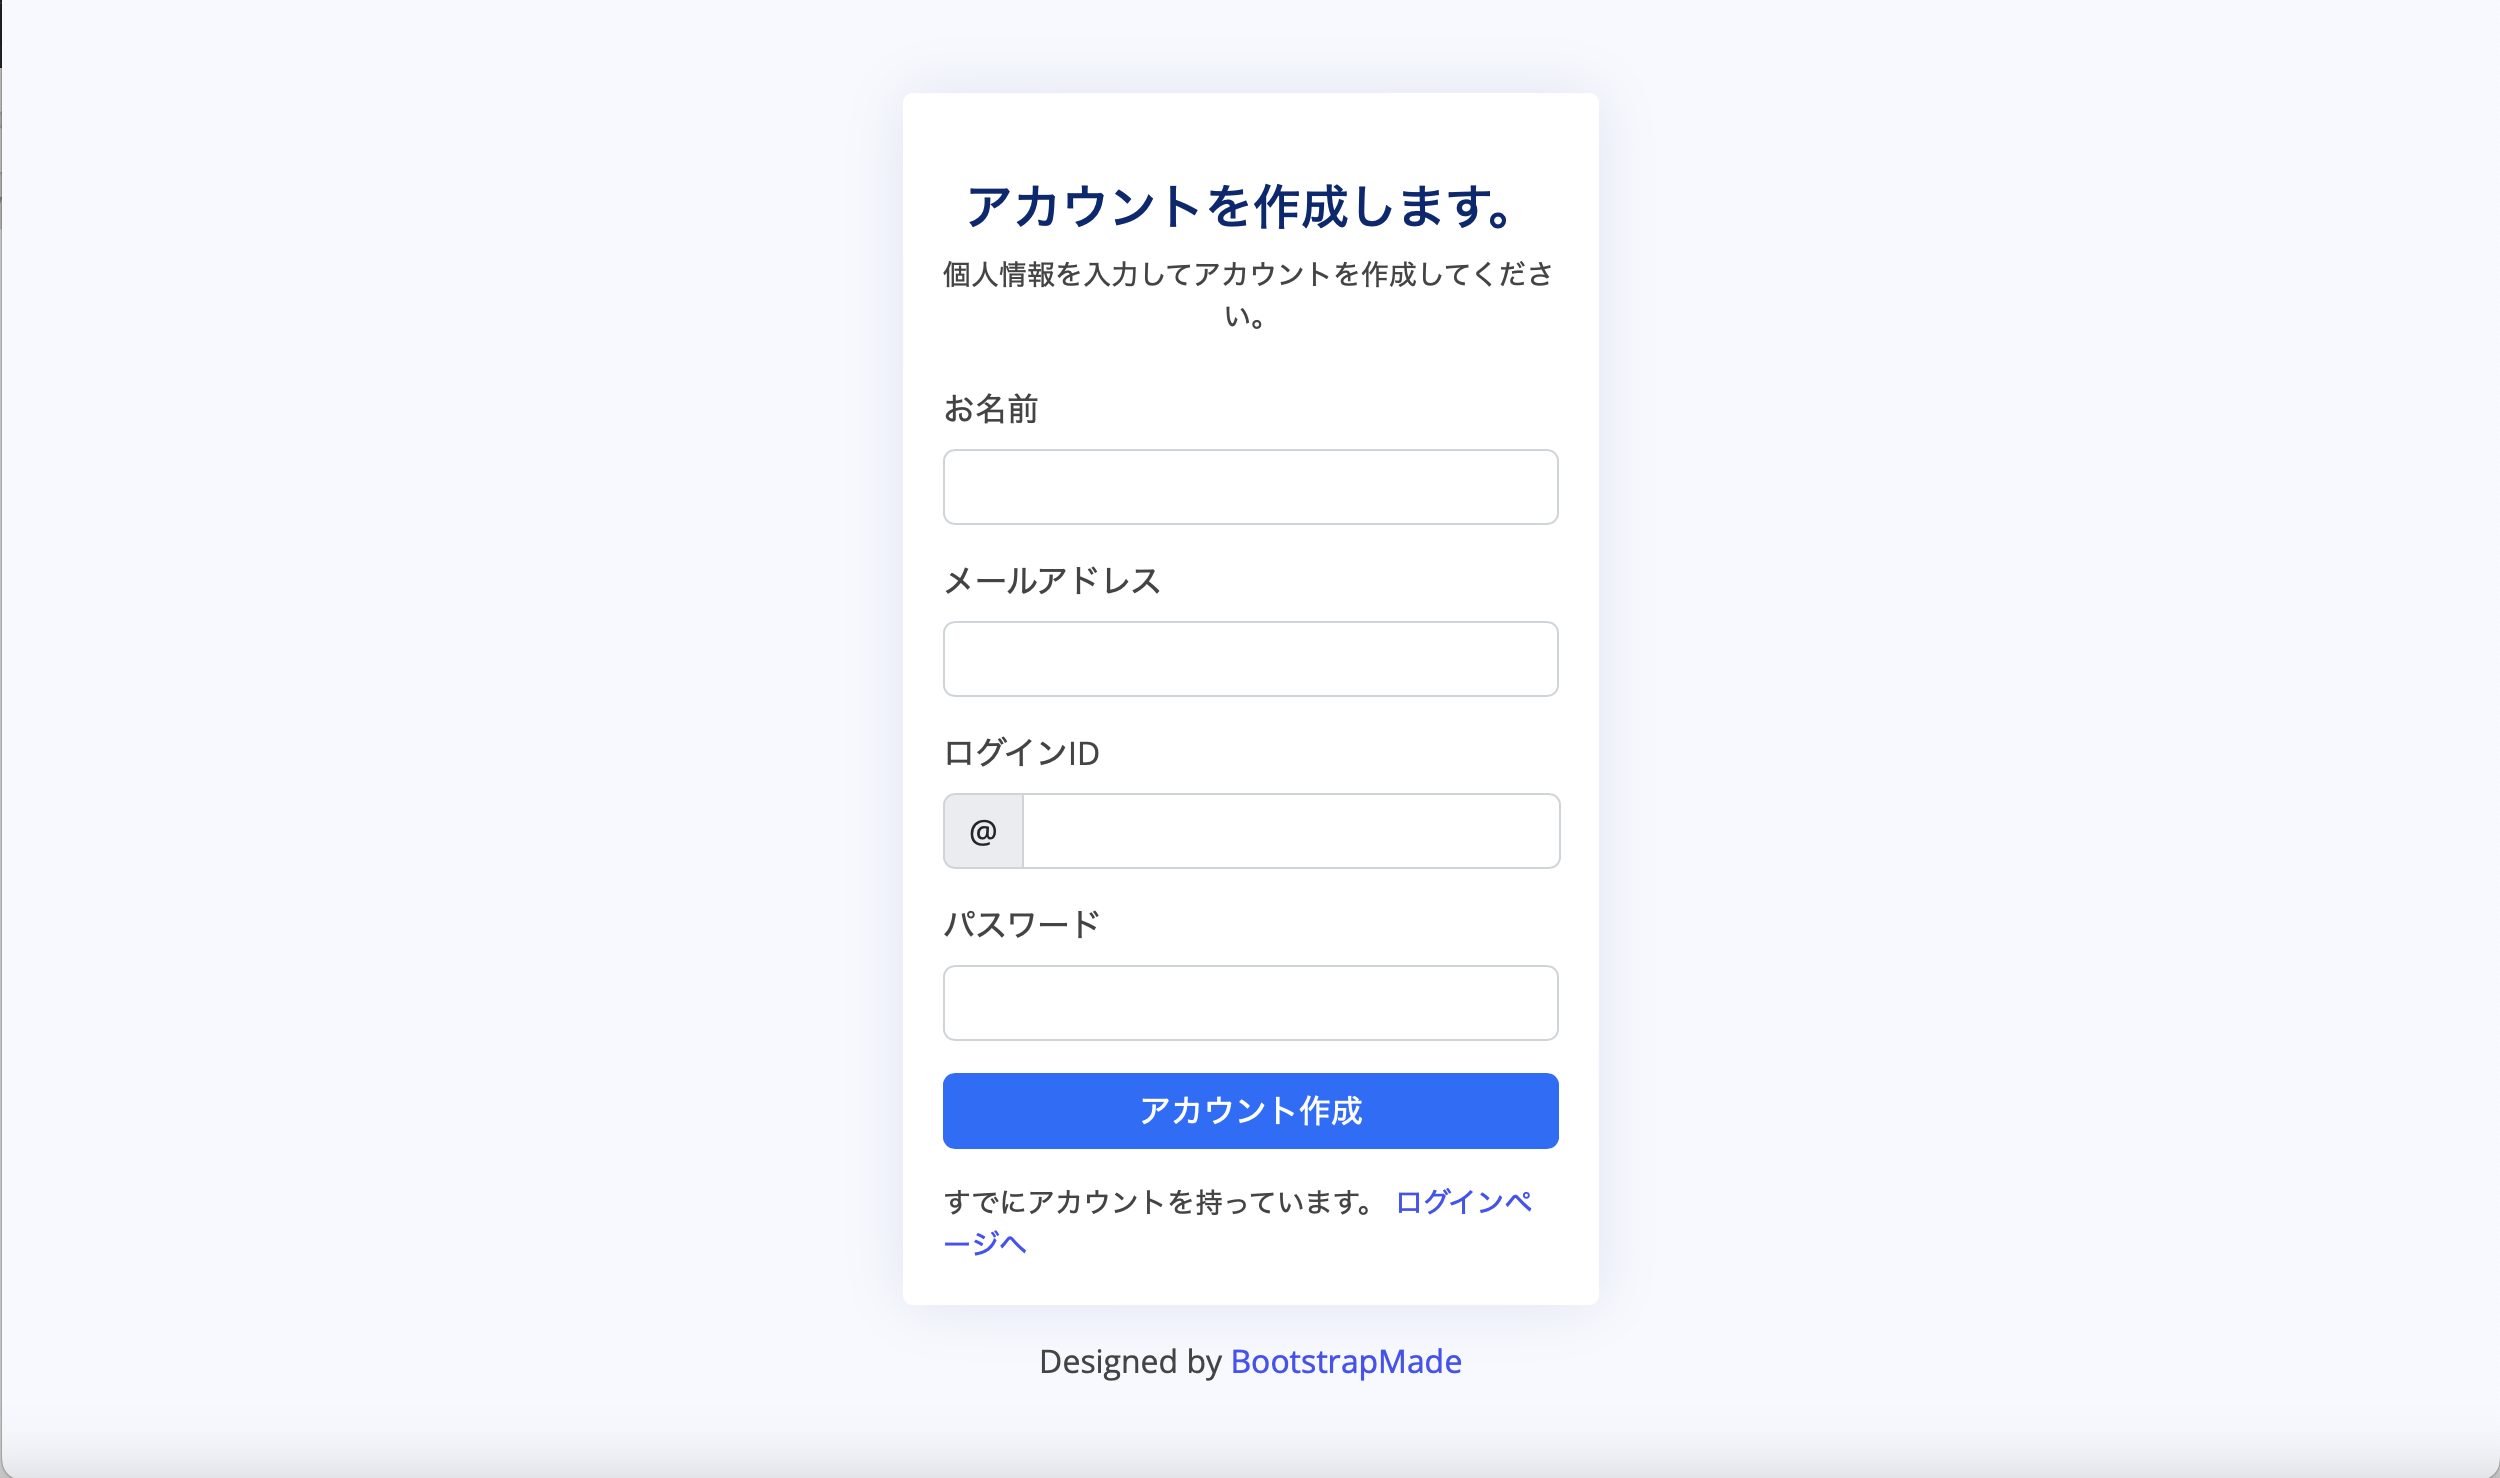 アカウントを作成します。
個人情報を入力してアカウントを作成してくださ
い。
お名前
メールアドレス
ログインID
@
パスワード
アカウント作成
すでにアカウントを持っています。 ログインペ
ージへ
Designed by BootstrapMade